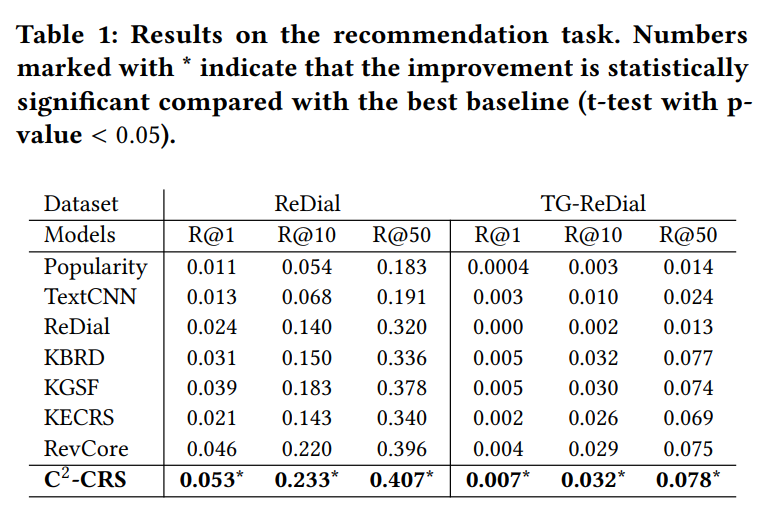 Table 1: Results on the recommendation task. Numbers
marked with * indicate that the improvement is statistically
significant compared with the best baseline (t-test with p-
value < 0.05).
Dataset ReDial TG-ReDial
Models R@1 R@10 R@50 R@1 R@10 R@50
Popularity 0.011 0.054 0.183 0.0004 0.003 0.014
TextCNN 0.013 0.068 0.191 0.003 0.010 0.024
ReDial 0.024 0.140 0.320 0.000 0.002 0.013
KBRD 0.031 0.150 0.336 0.005 0.032 0.077
KGSF 0.039 0.183 0.378 0.005 0.030 0.074
KECRS 0.021 0.143 0.340 0.002 0.026 0.069
RevCore 0.046 0.220 0.396 0.004 0.029 0.075
C²-CRS 0.053* 0.233* 0.407* 0.007* 0.032* 0.078*